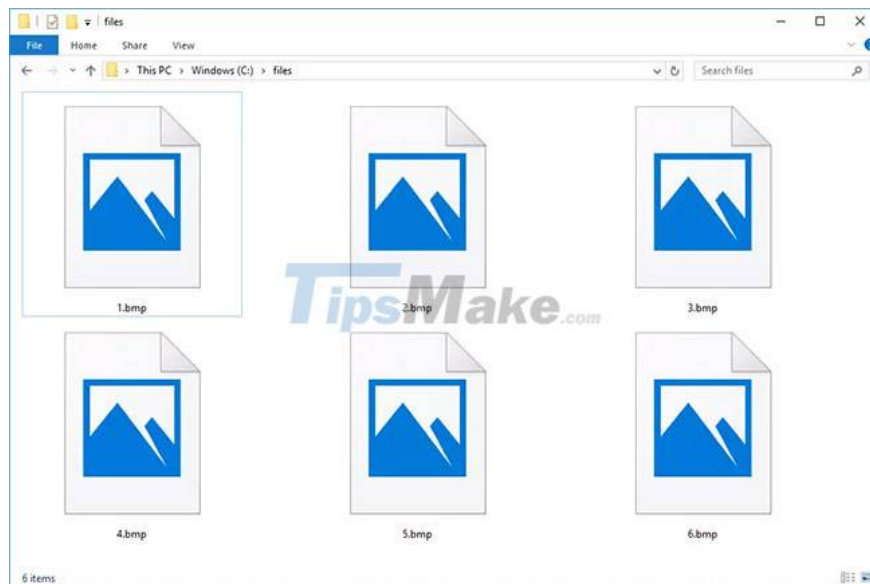 files
File Home Share View
This PC > Windows (C:) > files
Search files
1.bmp
2.bmp
3.bmp
TipsMake.com
4.bmp
5.bmp
6.bmp
6 items